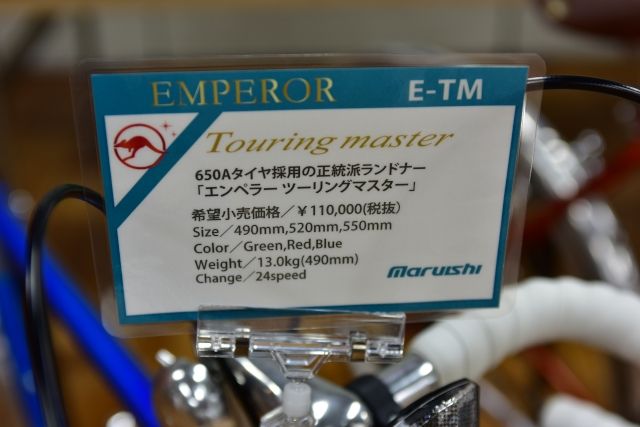 EMPEROR E-TM
Touring master
650Aタイヤ採用の正統派ランドナー
「エンペラー ツーリングマスター」
希望小売価格／￥110,000(税抜)
Size／490mm,520mm,550mm
Color／Green,Red,Blue
Weight／13.0kg(490mm)
Change／24speed
maruishi